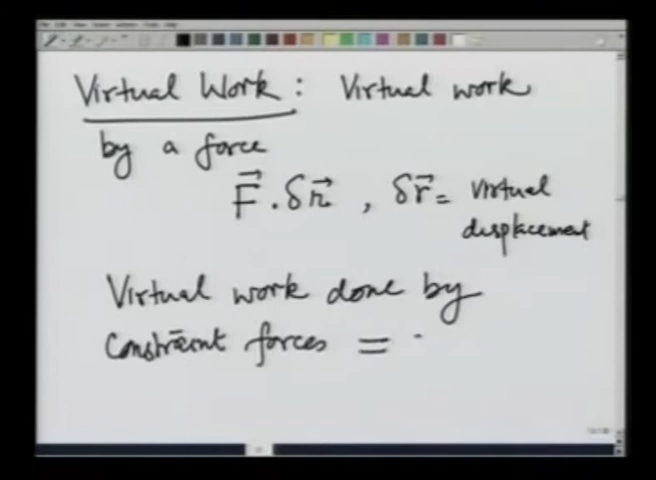 Virtual Work : Virtual work
by a force
F⃗ . δr⃗ , δr⃗ = virtual
displacement
Virtual work done by
Constraint forces =